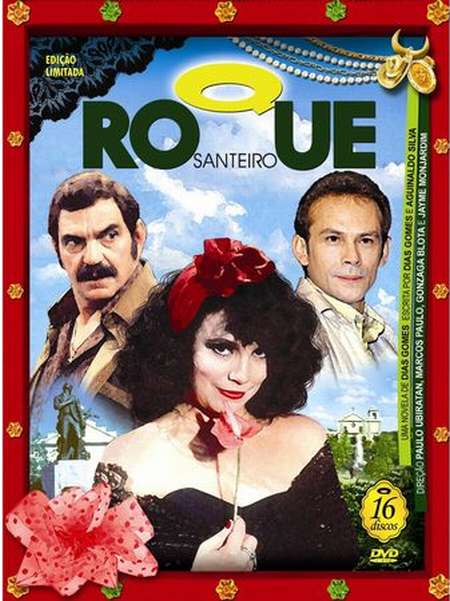 EDIÇÃO
LIMITADA
ROQUE
SANTEIRO
UMA NOVELA DE DIAS GOMES ESCRITA POR DIAS GOMES E AGUINALDO SILVA
DIREÇÃO PAULO UBIRATAN, MARCOS PAULO, GONZAGA BLOTA E JAYME MONJARDIM
16
discos
DVD